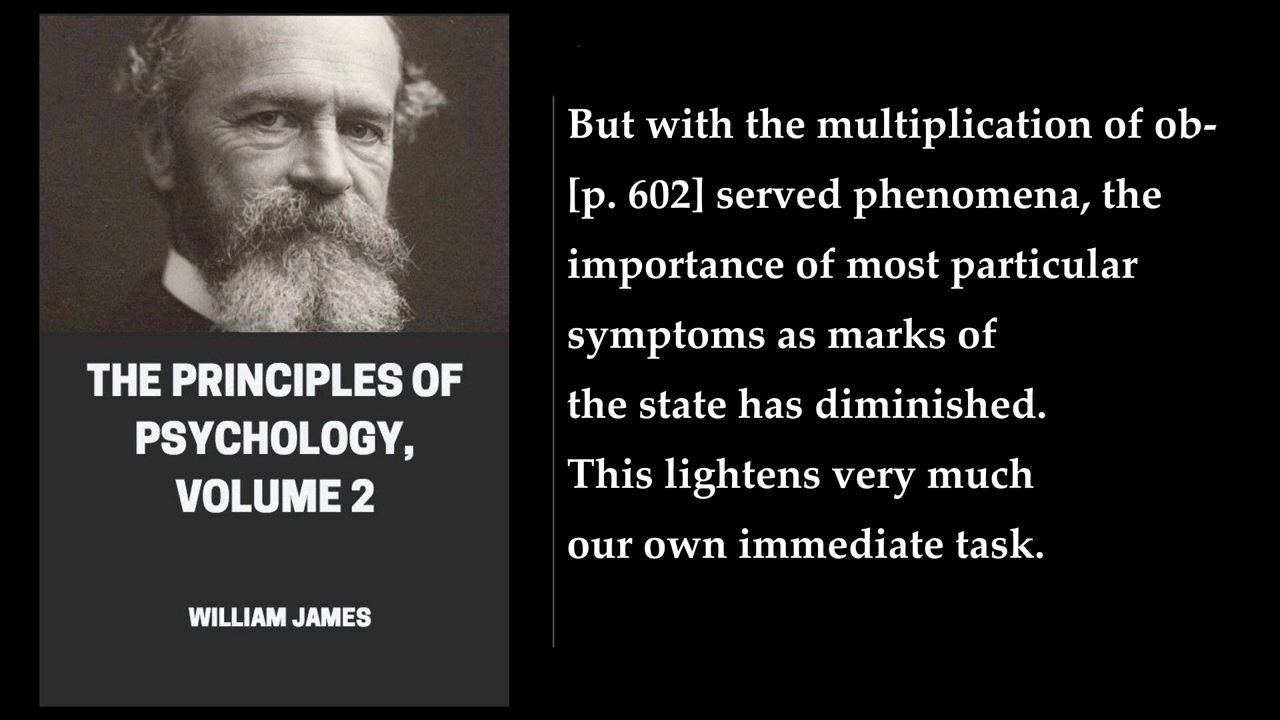 THE PRINCIPLES OF
PSYCHOLOGY,
VOLUME 2
WILLIAM JAMES
But with the multiplication of ob-
[p. 602] served phenomena, the
importance of most particular
symptoms as marks of
the state has diminished.
This lightens very much
our own immediate task.